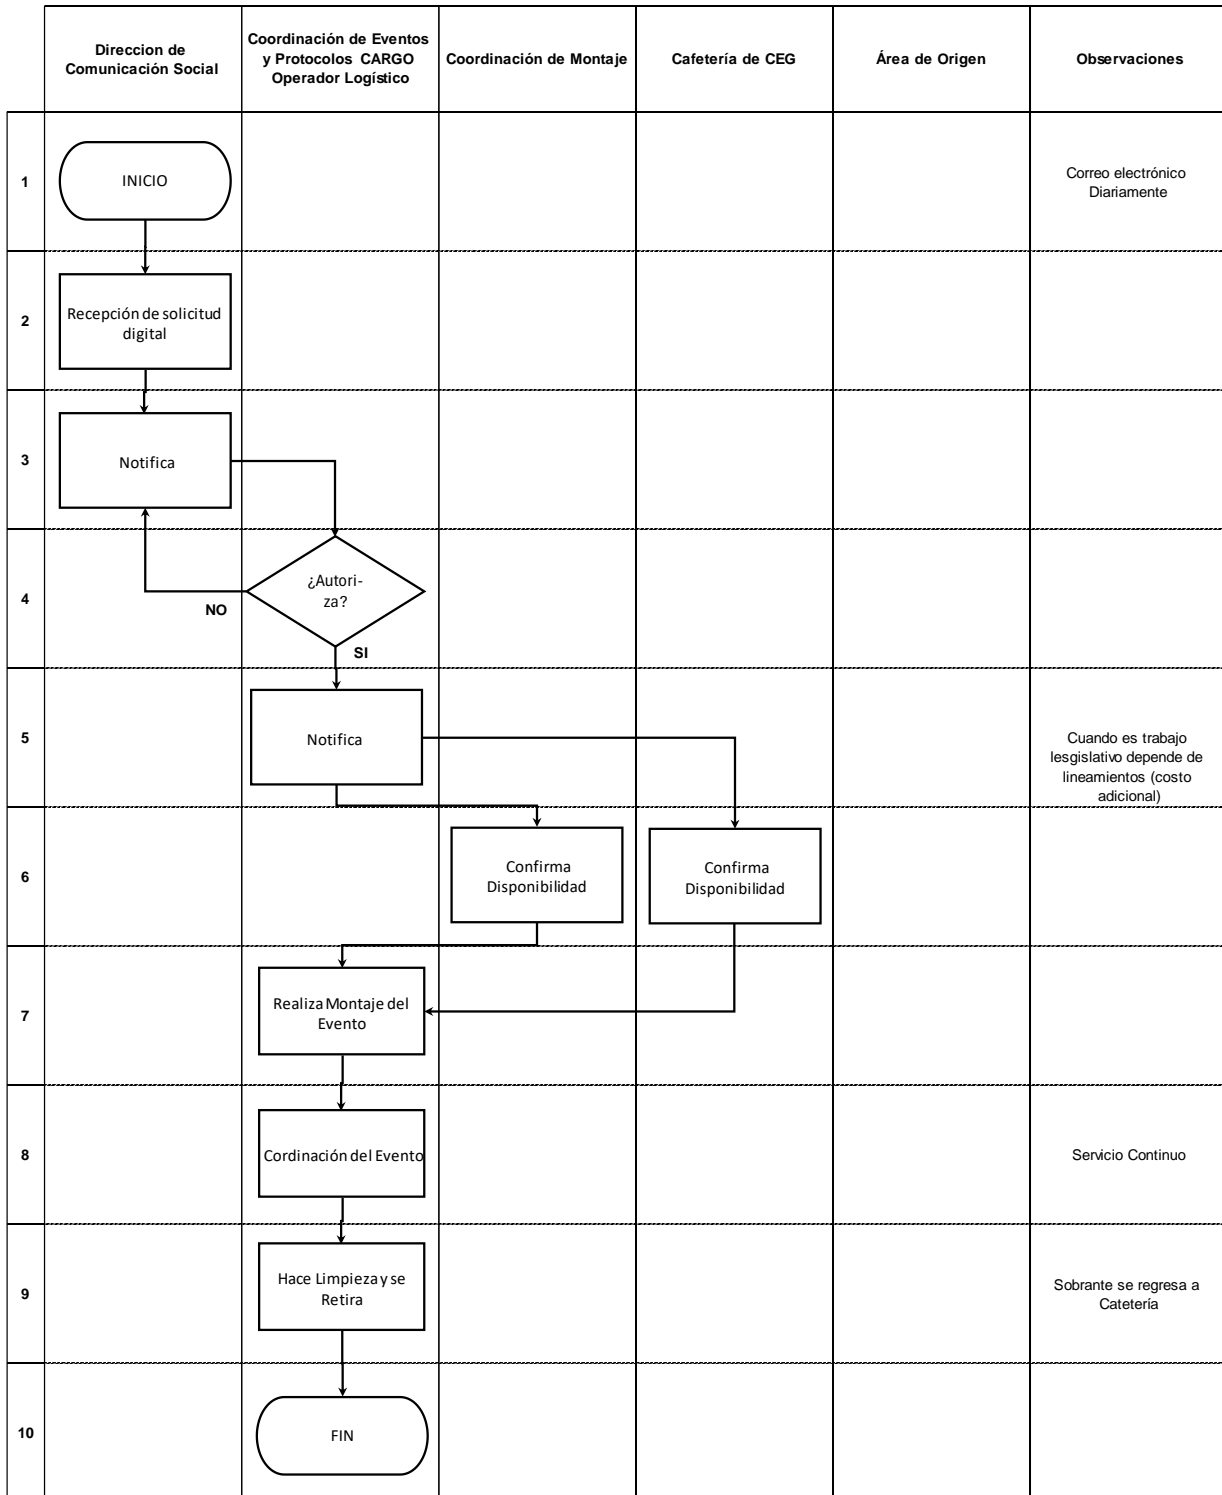 Direccion de
Comunicación Social
Coordinación de Eventos
y Protocolos CARGO
Operador Logístico
Coordinación de Montaje
Cafetería de CEG
Área de Origen
Observaciones
1
INICIO
Correo electrónico
Diariamente
2
Recepción de solicitud
digital
3
Notifica
4
¿Autori-
za?
NO
SI
5
Notifica
Cuando es trabajo
lesgislativo depende de
lineamientos (costo
adicional)
6
Confirma
Disponibilidad
Confirma
Disponibilidad
7
Realiza Montaje del
Evento
8
Cordinación del Evento
Servicio Continuo
9
Hace Limpieza y se
Retira
Sobrante se regresa a
Catetería
10
FIN